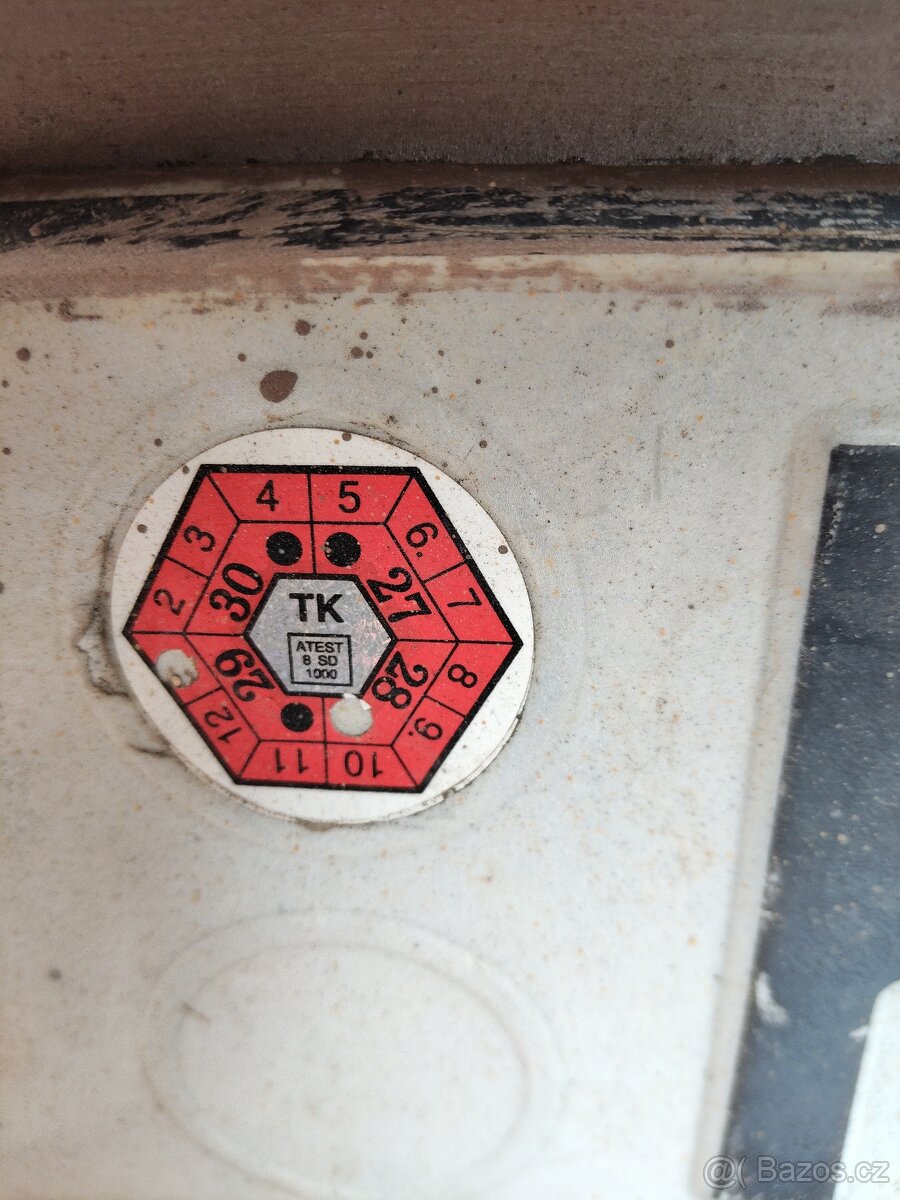 4 5
3 6.
2 30 27 7
TK
ATEST
8 SD
1000
29 28 8
12 9.
11 10
@( Bazos.cz